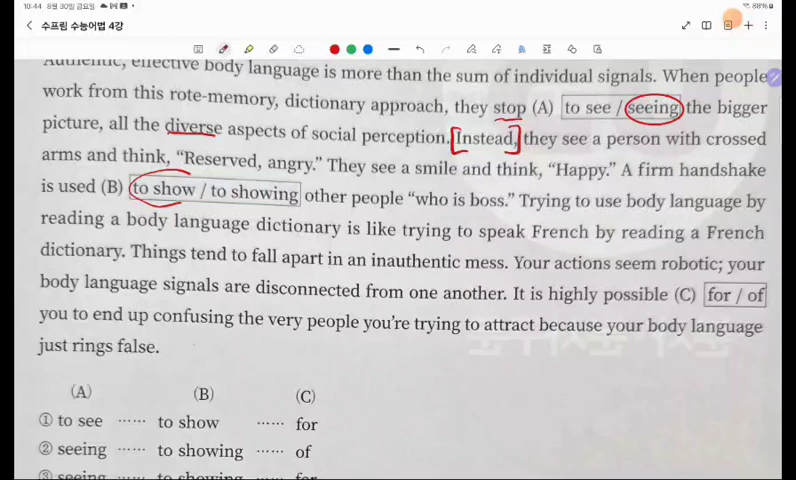 10:44 8월 30일 금요일
88%
수프림 수능어법 4강
Authentic, effective body language is more than the sum of individual signals. When people
work from this rote-memory, dictionary approach, they stop (A) to see / seeing the bigger
picture, all the diverse aspects of social perception. Instead, they see a person with crossed
arms and think, “Reserved, angry.” They see a smile and think, “Happy.” A firm handshake
is used (B) to show / to showing other people “who is boss.” Trying to use body language by
reading a body language dictionary is like trying to speak French by reading a French
dictionary. Things tend to fall apart in an inauthentic mess. Your actions seem robotic; your
body language signals are disconnected from one another. It is highly possible (C) for / of
you to end up confusing the very people you’re trying to attract because your body language
just rings false.
(A) (B) (C)
① to see ······ to show ······ for
② seeing ······ to showing ······ of
③ seeing ······ to showing ······ for